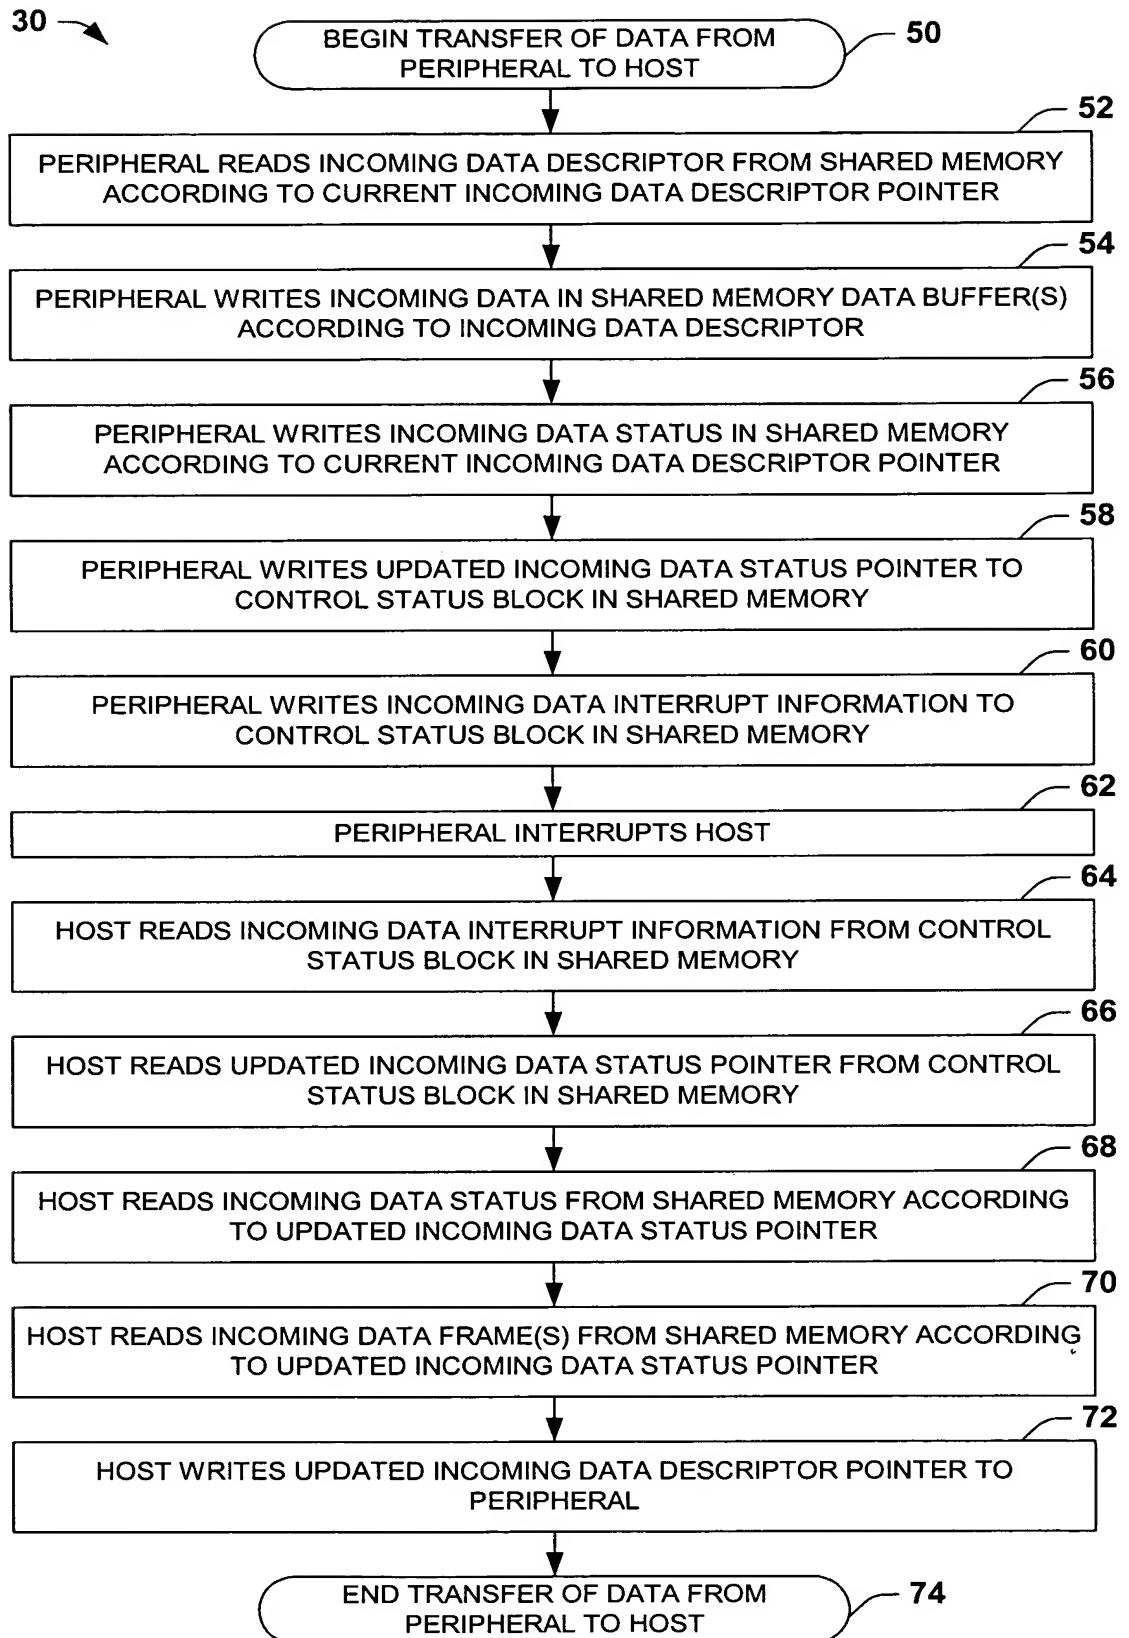 30
BEGIN TRANSFER OF DATA FROM
PERIPHERAL TO HOST
50
52
PERIPHERAL READS INCOMING DATA DESCRIPTOR FROM SHARED MEMORY
ACCORDING TO CURRENT INCOMING DATA DESCRIPTOR POINTER
54
PERIPHERAL WRITES INCOMING DATA IN SHARED MEMORY DATA BUFFER(S)
ACCORDING TO INCOMING DATA DESCRIPTOR
56
PERIPHERAL WRITES INCOMING DATA STATUS IN SHARED MEMORY
ACCORDING TO CURRENT INCOMING DATA DESCRIPTOR POINTER
58
PERIPHERAL WRITES UPDATED INCOMING DATA STATUS POINTER TO
CONTROL STATUS BLOCK IN SHARED MEMORY
60
PERIPHERAL WRITES INCOMING DATA INTERRUPT INFORMATION TO
CONTROL STATUS BLOCK IN SHARED MEMORY
62
PERIPHERAL INTERRUPTS HOST
64
HOST READS INCOMING DATA INTERRUPT INFORMATION FROM CONTROL
STATUS BLOCK IN SHARED MEMORY
66
HOST READS UPDATED INCOMING DATA STATUS POINTER FROM CONTROL
STATUS BLOCK IN SHARED MEMORY
68
HOST READS INCOMING DATA STATUS FROM SHARED MEMORY ACCORDING
TO UPDATED INCOMING DATA STATUS POINTER
70
HOST READS INCOMING DATA FRAME(S) FROM SHARED MEMORY ACCORDING
TO UPDATED INCOMING DATA STATUS POINTER
72
HOST WRITES UPDATED INCOMING DATA DESCRIPTOR POINTER TO
PERIPHERAL
END TRANSFER OF DATA FROM
PERIPHERAL TO HOST
74